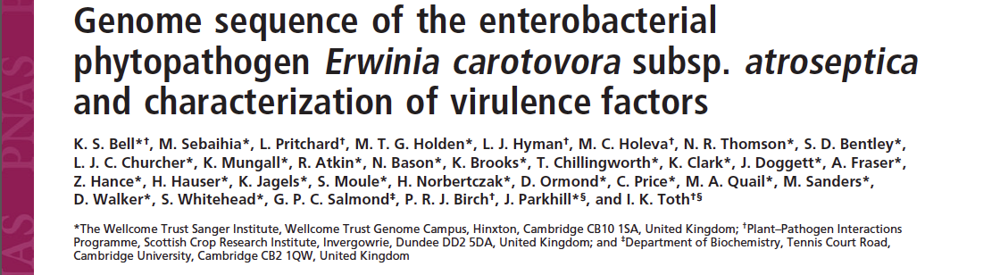 Genome sequence of the enterobacterial
phytopathogen Erwinia carotovora subsp. atroseptica
and characterization of virulence factors
K. S. Bell*†, M. Sebaihia*, L. Pritchard†, M. T. G. Holden*, L. J. Hyman†, M. C. Holeva†, N. R. Thomson*, S. D. Bentley*,
L. J. C. Churcher*, K. Mungall*, R. Atkin*, N. Bason*, K. Brooks*, T. Chillingworth*, K. Clark*, J. Doggett*, A. Fraser*,
Z. Hance*, H. Hauser*, K. Jagels*, S. Moule*, H. Norbertczak*, D. Ormond*, C. Price*, M. A. Quail*, M. Sanders*,
D. Walker*, S. Whitehead*, G. P. C. Salmond‡, P. R. J. Birch†, J. Parkhill*§, and I. K. Toth†§
*The Wellcome Trust Sanger Institute, Wellcome Trust Genome Campus, Hinxton, Cambridge CB10 1SA, United Kingdom; †Plant–Pathogen Interactions
Programme, Scottish Crop Research Institute, Invergowrie, Dundee DD2 5DA, United Kingdom; and ‡Department of Biochemistry, Tennis Court Road,
Cambridge University, Cambridge CB2 1QW, United Kingdom
PNAS